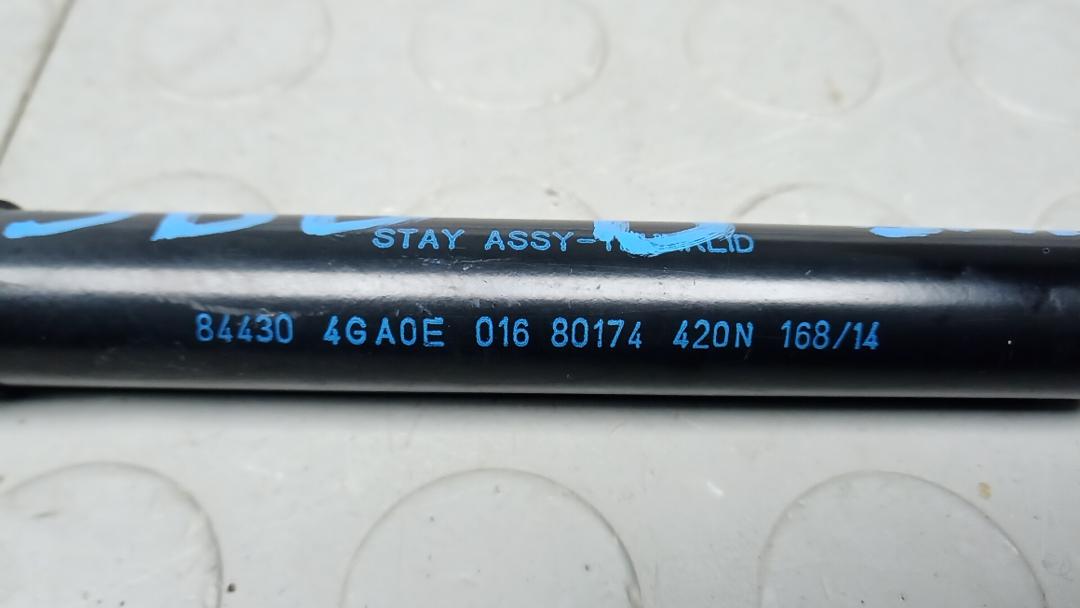 STAY ASSY-
84430 4GA0E 016 80174 420N 168/14